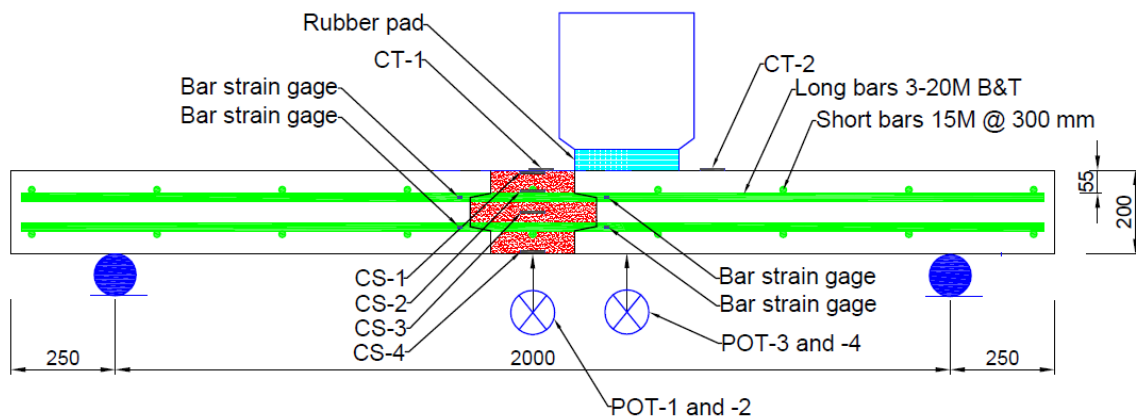 Rubber pad
CT-1
CT-2
Bar strain gage
Long bars 3-20M B&T
Bar strain gage
Short bars 15M @ 300 mm
55
200
CS-1
Bar strain gage
CS-2
Bar strain gage
CS-3
CS-4
POT-3 and -4
250
2000
250
POT-1 and -2